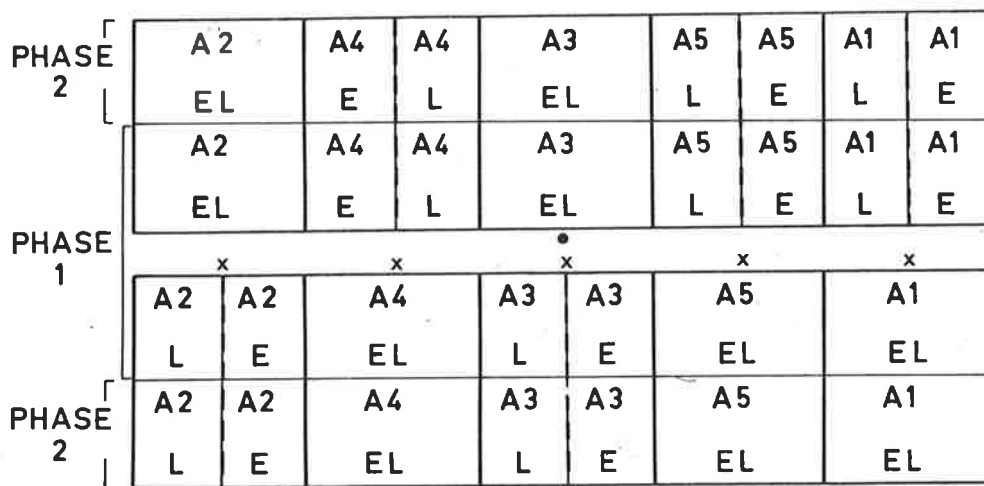 PHASE 2
A2 A4 A4 A3 A5 A5 A1 A1
EL E L EL L E L E
PHASE 1
A2 A4 A4 A3 A5 A5 A1 A1
EL E L EL L E L E
x x x x x
A2 A2 A4 A3 A3 A5 A1
L E EL L E EL EL
PHASE 2
A2 A2 A4 A3 A3 A5 A1
L E EL L E EL EL